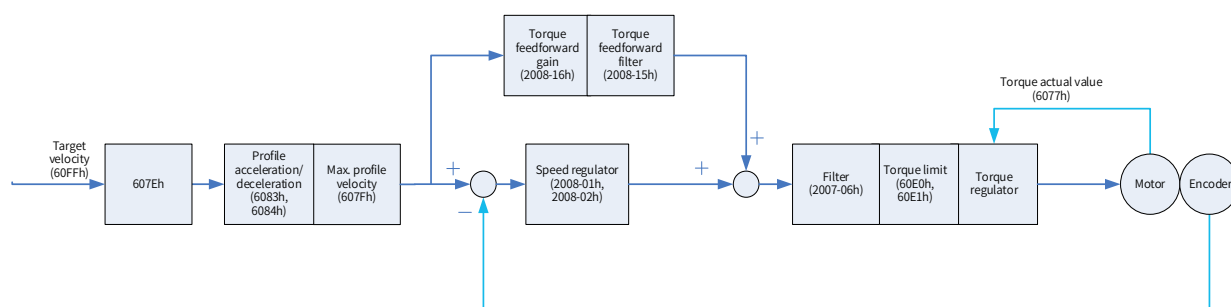 Torque
feedforward
gain
(2008-16h)
Torque
feedforward
filter
(2008-15h)
Torque actual value
(6077h)
Target
velocity
(60FFh)
607Eh
Profile
acceleration/
deceleration
(6083h,
6084h)
Max. profile
velocity
(607Fh)
+
−
Speed regulator
(2008-01h,
2008-02h)
+
+
Filter
(2007-06h)
Torque limit
(60E0h,
60E1h)
Torque
regulator
Motor
Encoder